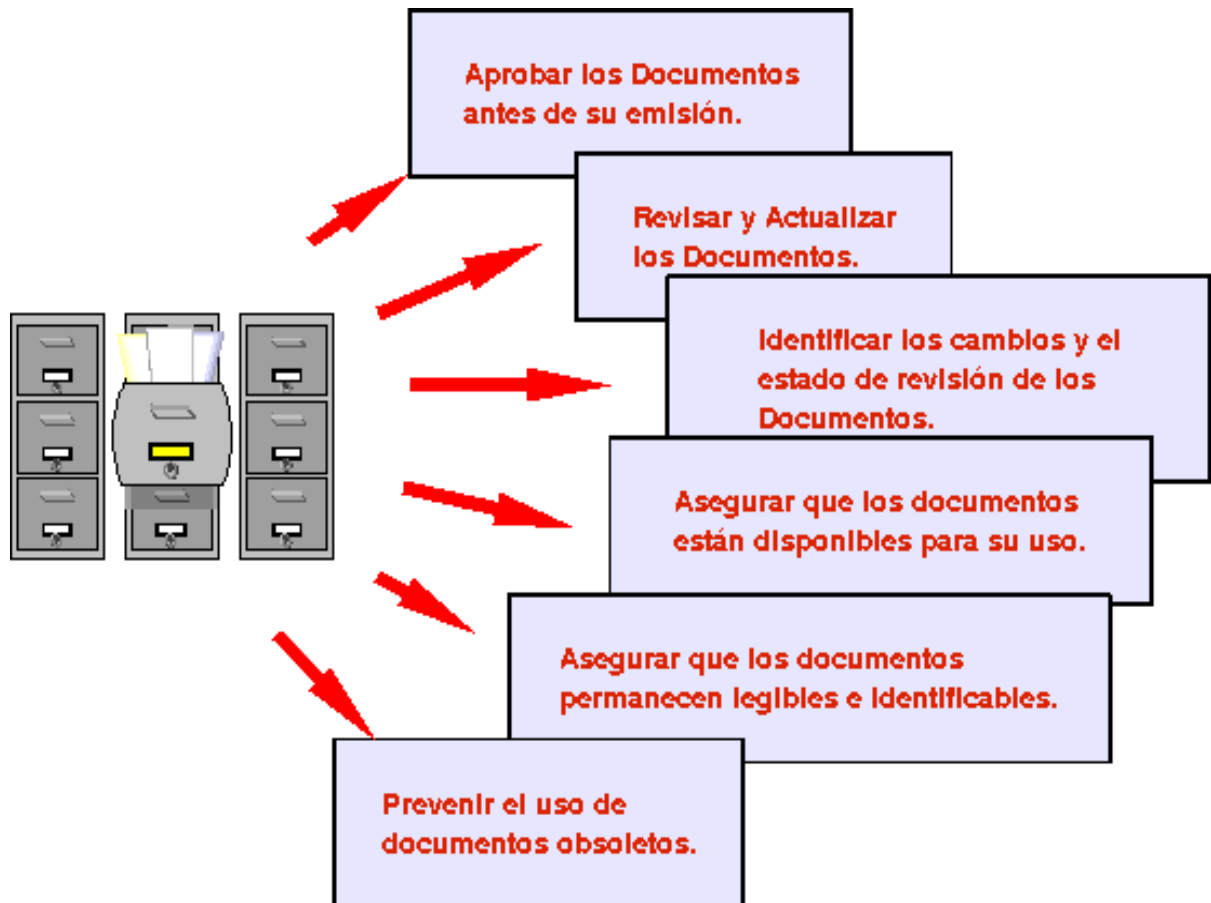 Aprobar los Documentos
antes de su emisión.
Revisar y Actualizar
los Documentos.
Identificar los cambios y el
estado de revisión de los
Documentos.
Asegurar que los documentos
están disponibles para su uso.
Asegurar que los documentos
permanecen legibles e identificables.
Prevenir el uso de
documentos obsoletos.